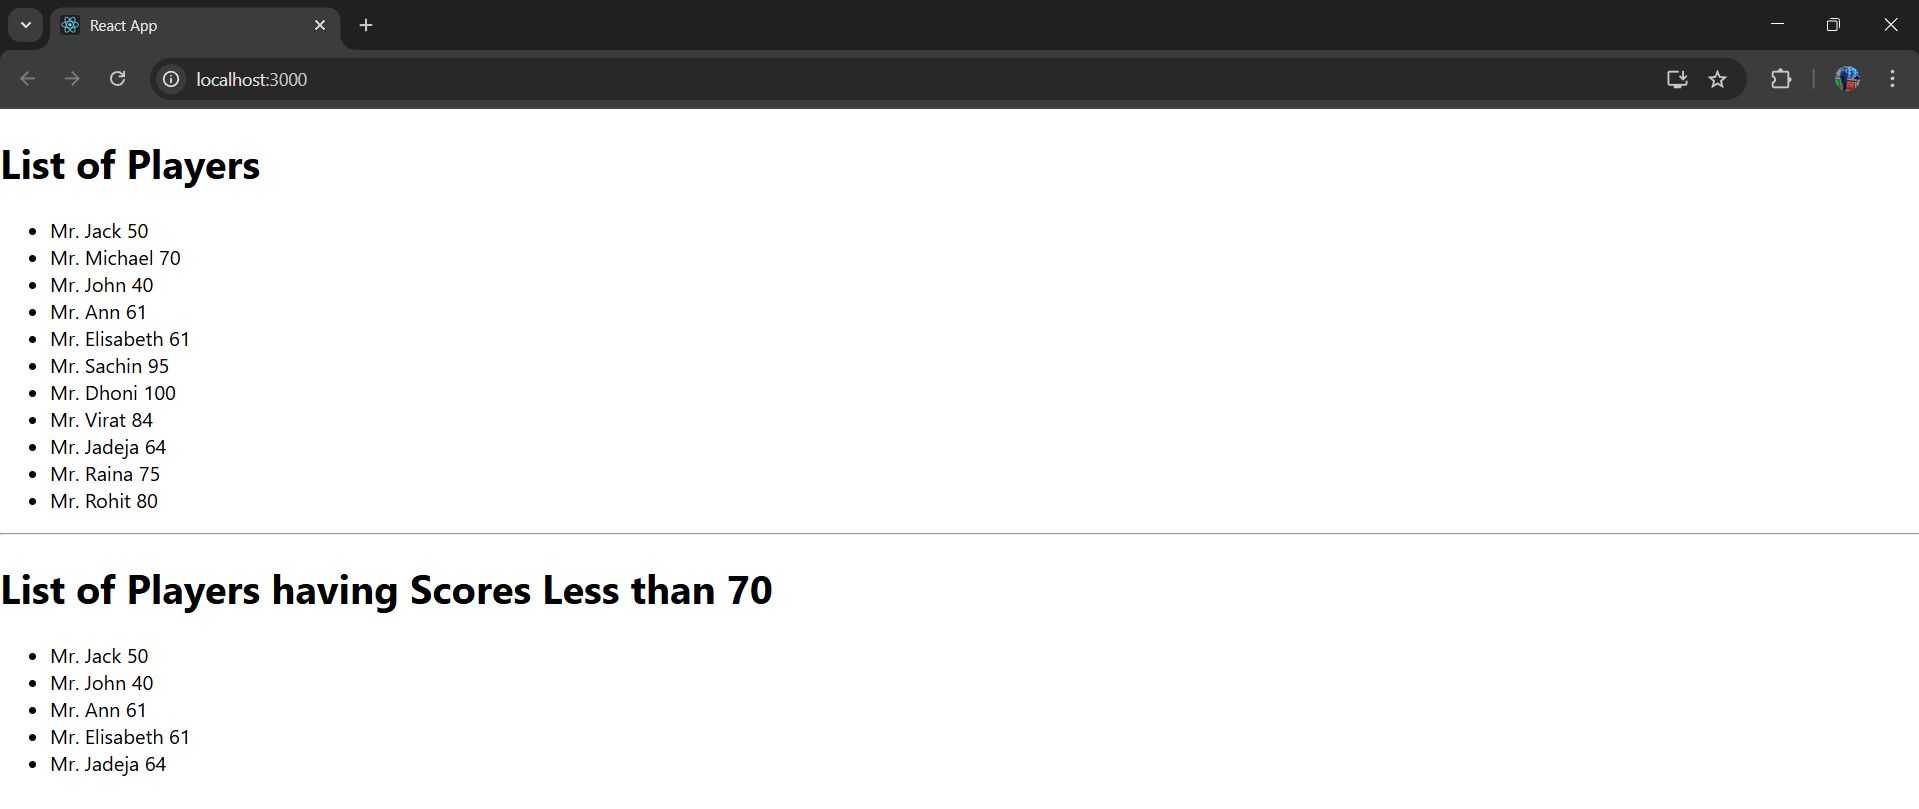 React App
localhost:3000
List of Players
Mr. Jack 50
Mr. Michael 70
Mr. John 40
Mr. Ann 61
Mr. Elisabeth 61
Mr. Sachin 95
Mr. Dhoni 100
Mr. Virat 84
Mr. Jadeja 64
Mr. Raina 75
Mr. Rohit 80
List of Players having Scores Less than 70
Mr. Jack 50
Mr. John 40
Mr. Ann 61
Mr. Elisabeth 61
Mr. Jadeja 64